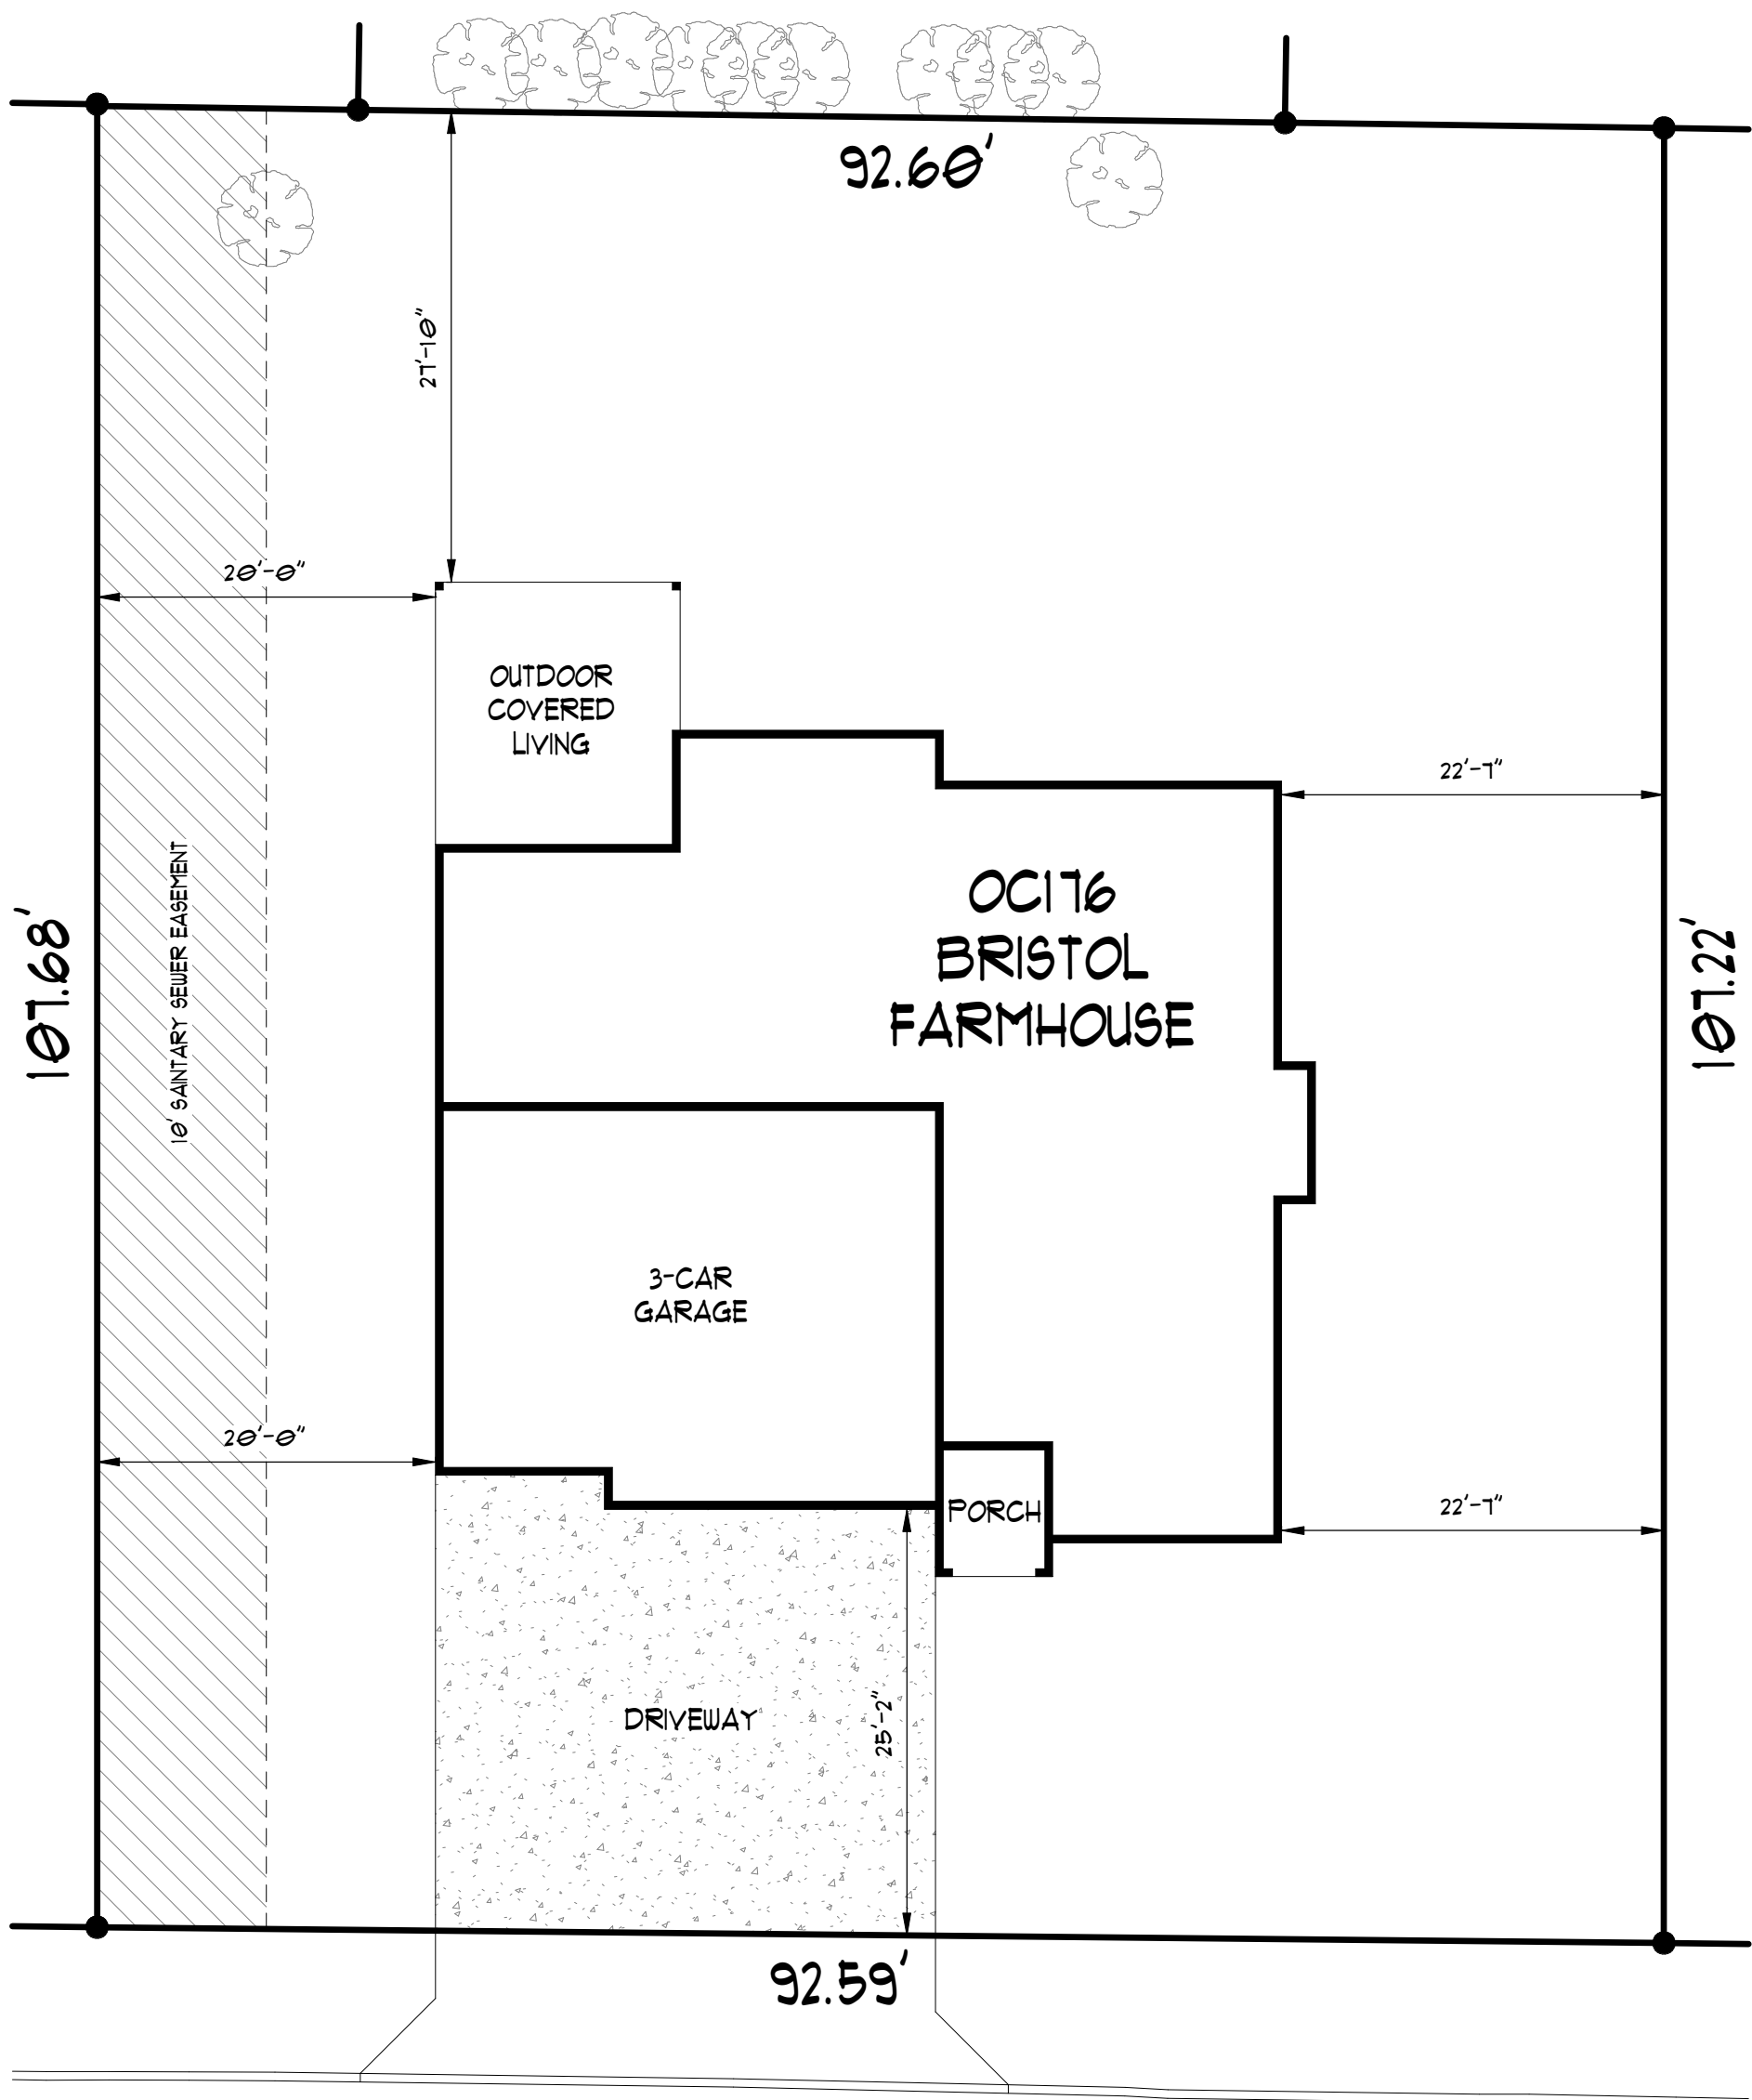 92.60'
27'-10"
20'-0"
OUTDOOR
COVERED
LIVING
22'-7"
OC176
BRISTOL
FARMHOUSE
107.68'
10' SAINTARY SEWER EASEMENT
107.22'
3-CAR
GARAGE
20'-0"
PORCH
22'-7"
DRIVEWAY
25'-2"
92.59'